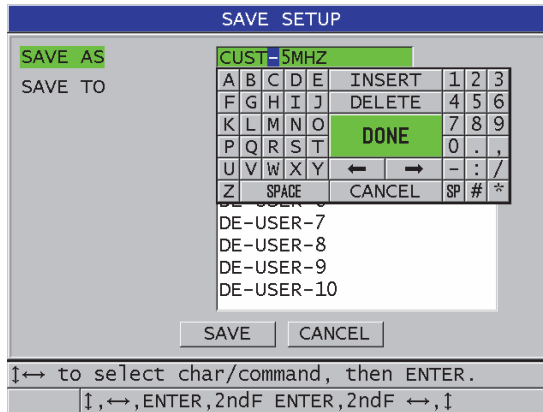 SAVE SETUP
SAVE AS CUST-5MHZ
A B C D E INSERT 1 2 3
F G H I J DELETE 4 5 6
K L M N O DONE 7 8 9
P Q R S T 0 . ,
U V W X Y ← → - : /
Z SPACE CANCEL SP # *
SAVE TO
DE-USER-7
DE-USER-8
DE-USER-9
DE-USER-10
SAVE CANCEL
↕↔ to select char/command, then ENTER.
↕,↔,ENTER,2ndF ENTER,2ndF ↔,↕